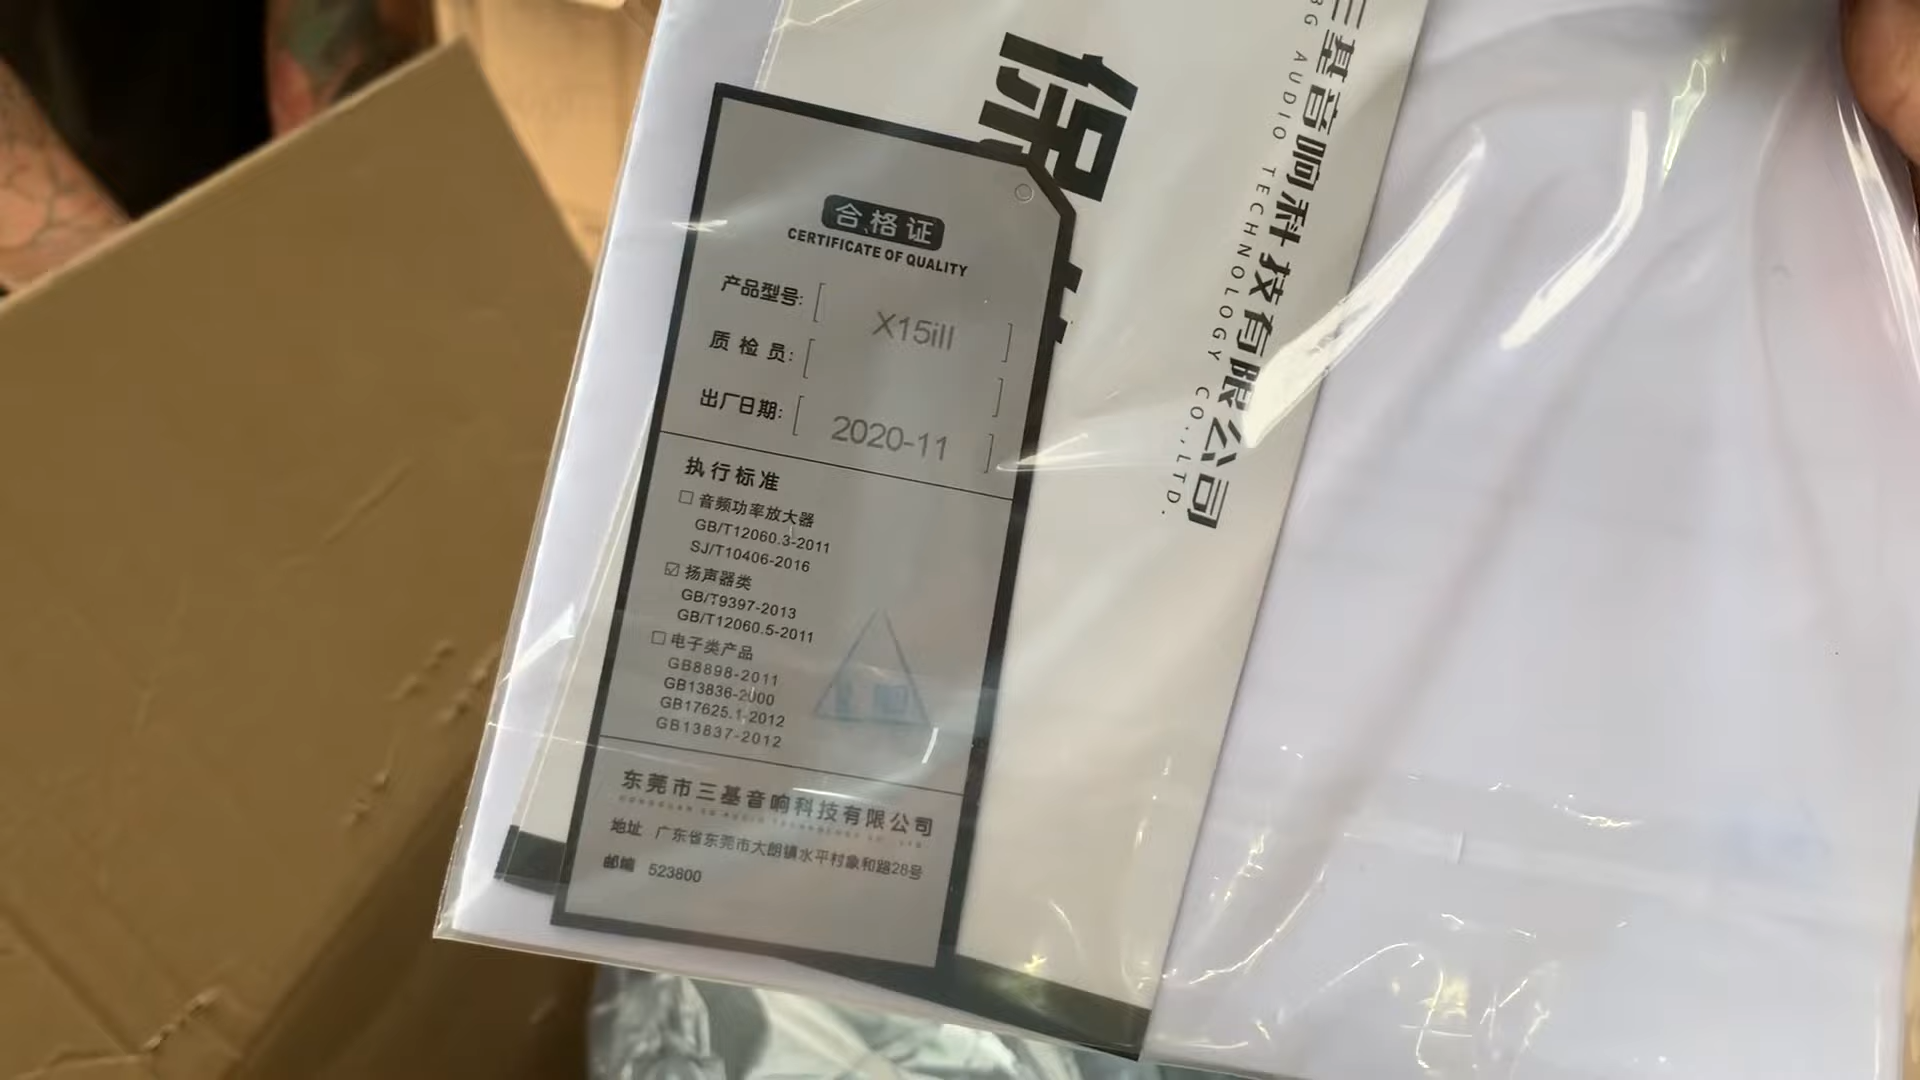 合格证
CERTIFICATE OF QUALITY
产品型号:
X15iII
质检员:
出厂日期:
2020-11
执行标准
音频功率放大器
GB/T12060.3-2011
SJ/T10406-2016
☑ 扬声器类
GB/T9397-2013
GB/T12060.5-2011
电子类产品
GB8898-2011
GB13836-2000
GB17625.1-2012
GB13837-2012
东莞市三基音响科技有限公司
地址 广东省东莞市大朗镇水平村象和路28号
邮编 523800
保
三基音响科技有限公司
AUDIO TECHNOLOGY CO.,LTD.